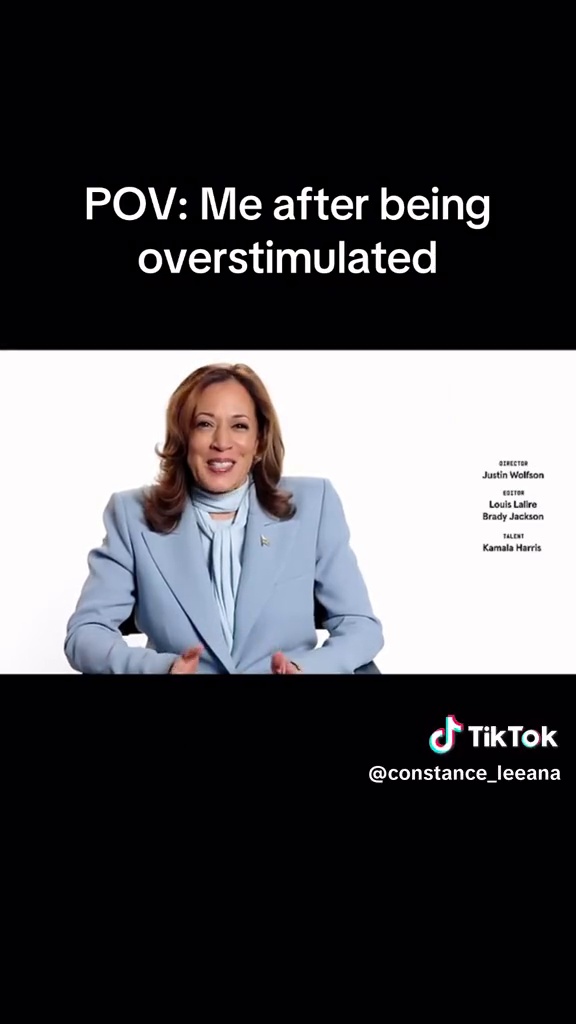 POV: Me after being
overstimulated
DIRECTOR
Justin Wolfson
EDITOR
Louis Lalire
Brady Jackson
TALENT
Kamala Harris
TikTok
@constance_leeana